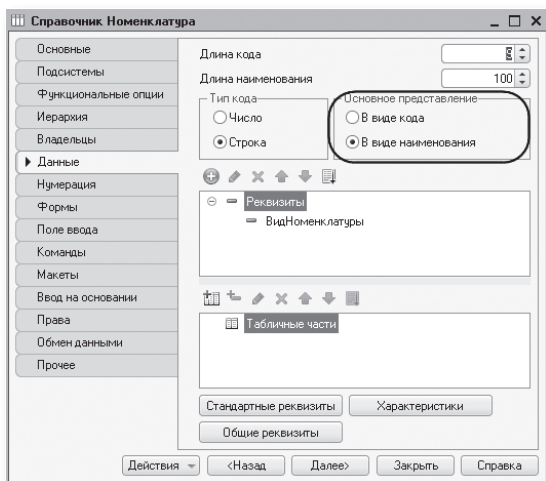 Справочник Номенклатура
Основные
Подсистемы
Функциональные опции
Иерархия
Владельцы
Данные
Нумерация
Формы
Поле ввода
Команды
Макеты
Ввод на основании
Права
Обмен данными
Прочее
Длина кода
Длина наименования 100
Тип кода
Число
Строка
Основное представление
В виде кода
В виде наименования
Реквизиты
ВидНоменклатуры
Табличные части
Стандартные реквизиты Характеристики
Общие реквизиты
Действия <Назад Далее> Закрыть Справка